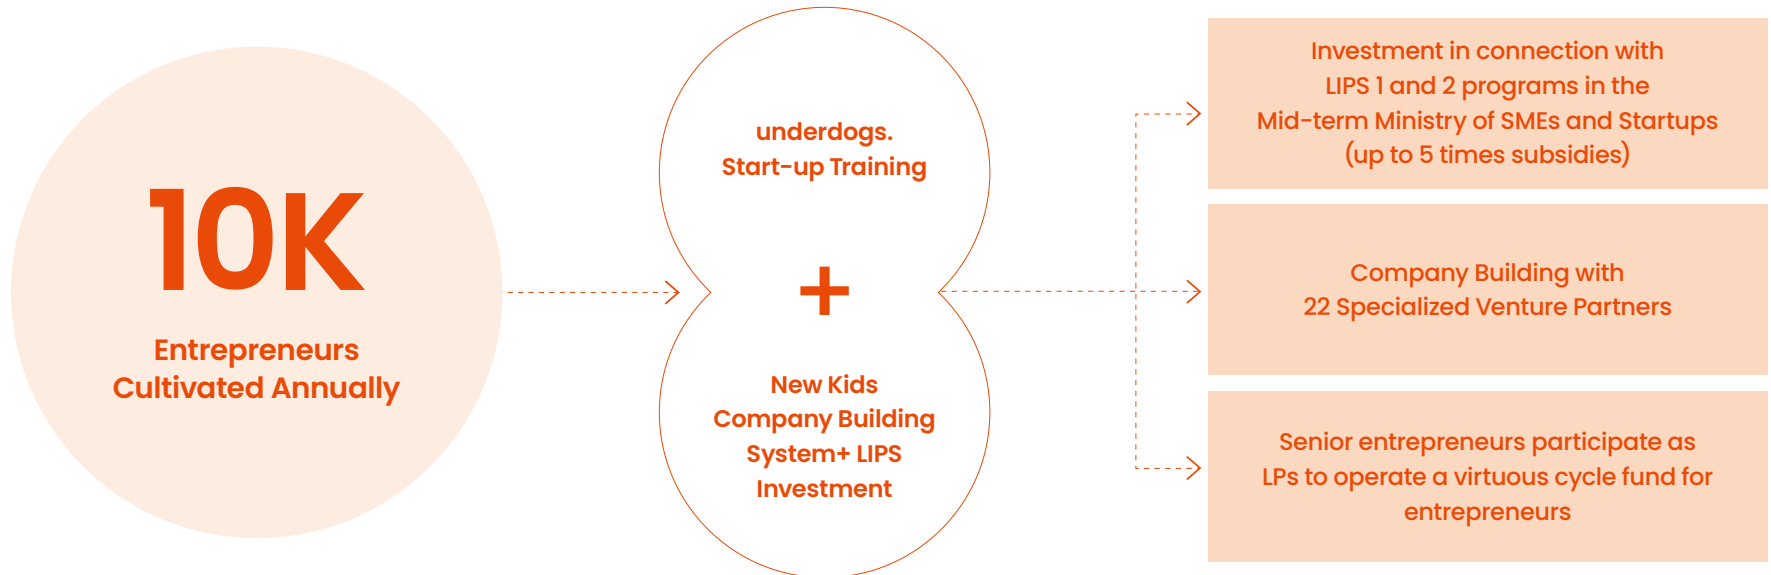 10K
Entrepreneurs
Cultivated Annually
underdogs.
Start-up Training
+
New Kids
Company Building
System+ LIPS
Investment
Investment in connection with
LIPS 1 and 2 programs in the
Mid-term Ministry of SMEs and Startups
(up to 5 times subsidies)
Company Building with
22 Specialized Venture Partners
Senior entrepreneurs participate as
LPs to operate a virtuous cycle fund for
entrepreneurs